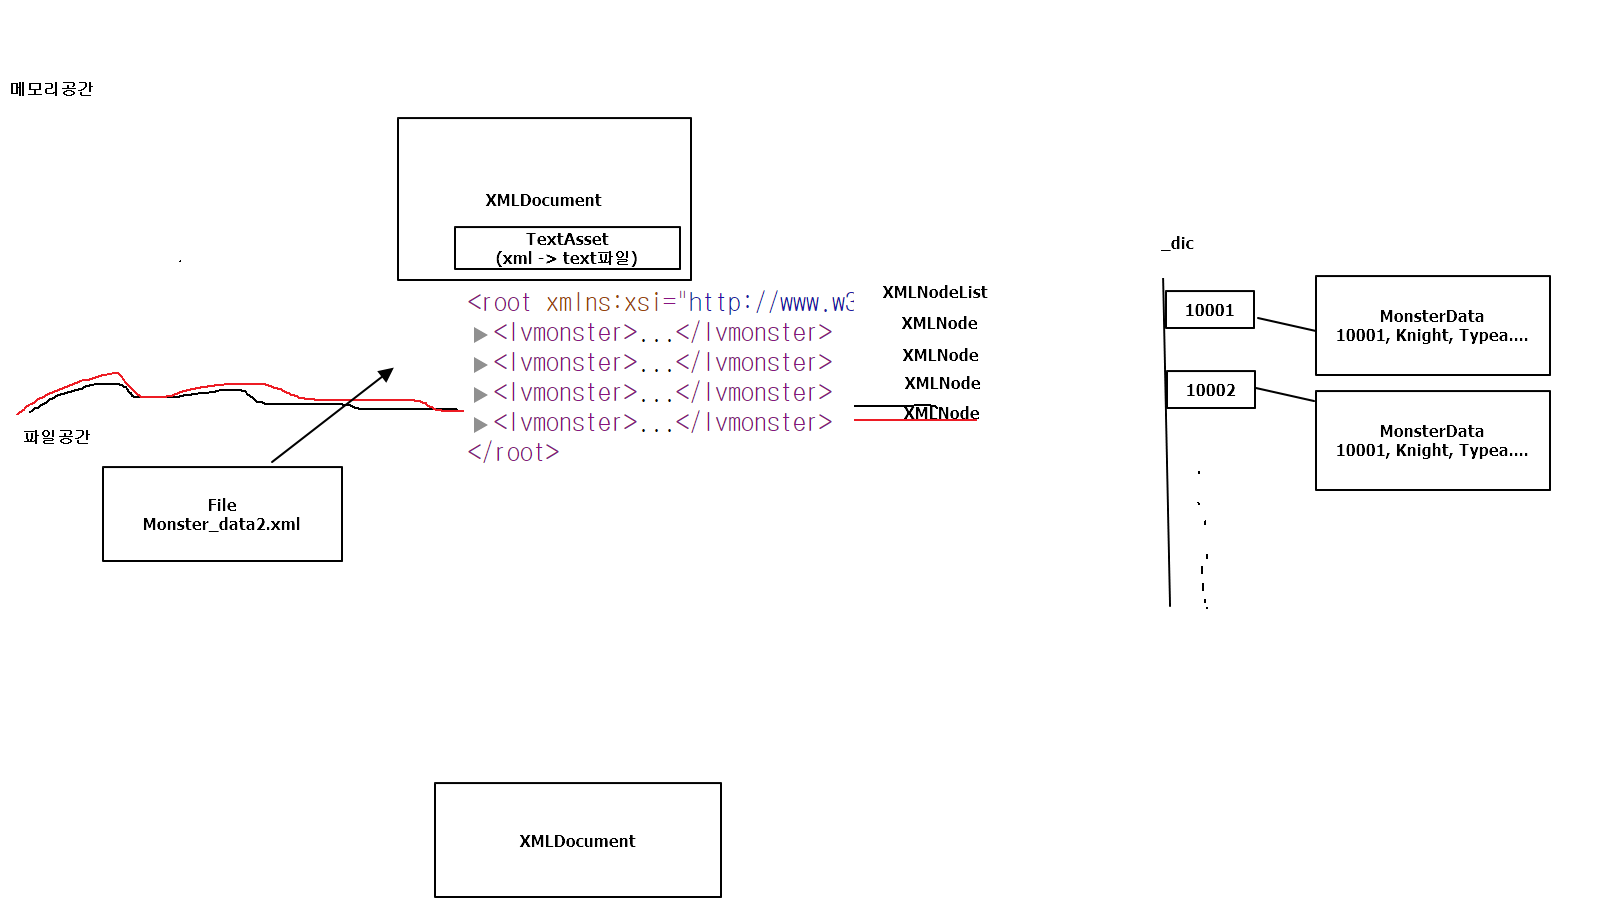 메모리공간
XMLDocument
TextAsset
(xml -> text파일)
<root xmlns:xsi="http://www.w3
▶<lvmonster>...</lvmonster>
▶<lvmonster>...</lvmonster>
▶<lvmonster>...</lvmonster>
▶<lvmonster>...</lvmonster>
</root>
XMLNodeList
XMLNode
XMLNode
XMLNode
XMLNode
_dic
10001
MonsterData
10001, Knight, Typea....
10002
MonsterData
10001, Knight, Typea....
파일공간
File
Monster_data2.xml
XMLDocument